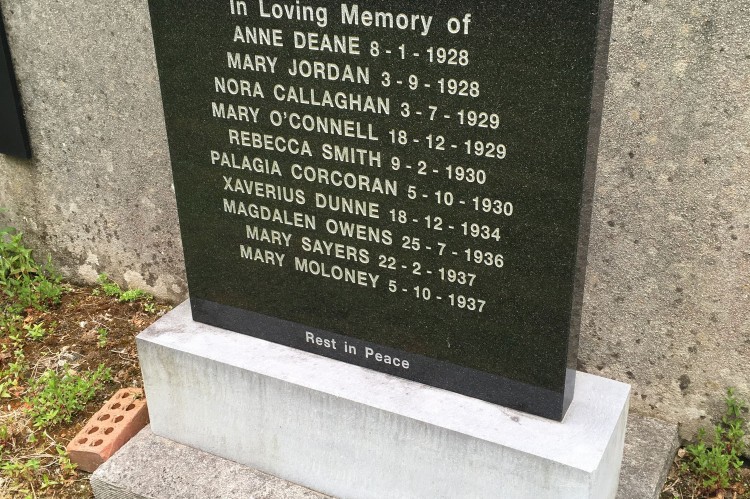 In Loving Memory of
ANNE DEANE 8 - 1 - 1928
MARY JORDAN 3 - 9 - 1928
NORA CALLAGHAN 3 - 7 - 1929
MARY O'CONNELL 18 - 12 - 1929
REBECCA SMITH 9 - 2 - 1930
PALAGIA CORCORAN 5 - 10 - 1930
XAVERIUS DUNNE 18 - 12 - 1934
MAGDALEN OWENS 25 - 7 - 1936
MARY SAYERS 22 - 2 - 1937
MARY MOLONEY 5 - 10 - 1937
Rest in Peace